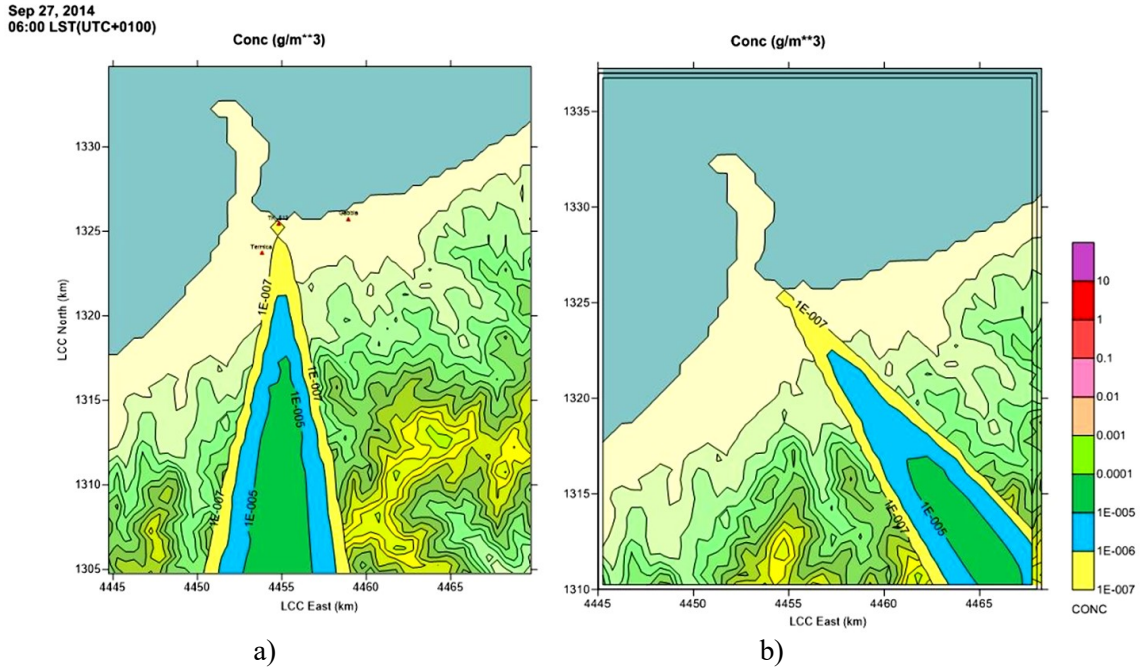 Sep 27, 2014
06:00 LST(UTC+0100)
Conc (g/m**3)
LCC North (km)
1330
1325
1320
1315
1310
1305
4445
4450
4455
4460
4465
LCC East (km)
Termica
1E-007
1E-007
1E-005
1E-007
1E-005
a)
Conc (g/m**3)
1335
1330
1325
1320
1315
1310
4445
4450
4455
4460
4465
LCC East (km)
1E-007
1E-007
1E-005
b)
10
1
0.1
0.01
0.001
0.0001
1E-005
1E-006
1E-007
CONC